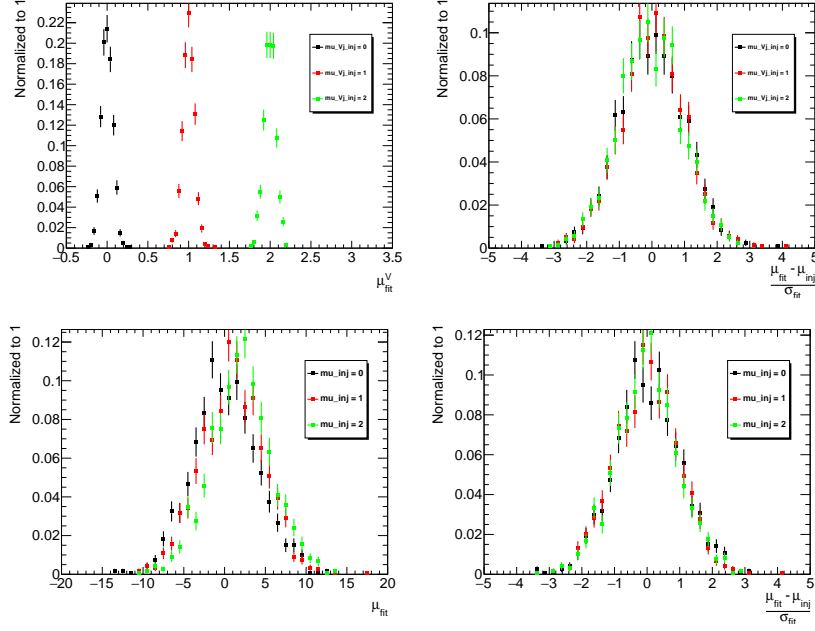 Normalized to 1
0.22
0.2
0.18
0.16
0.14
0.12
0.1
0.08
0.06
0.04
0.02
0
−0.5 0 0.5 1 1.5 2 2.5 3 3.5
μ^V_fit
mu_Vj_inj = 0
mu_Vj_inj = 1
mu_Vj_inj = 2
Normalized to 1
0.1
0.08
0.06
0.04
0.02
0
−5 −4 −3 −2 −1 0 1 2 3 4 5
μ_fit - μ_inj
σ_fit
mu_Vj_inj = 0
mu_Vj_inj = 1
mu_Vj_inj = 2
Normalized to 1
0.12
0.1
0.08
0.06
0.04
0.02
0
−20 −15 −10 −5 0 5 10 15 20
μ_fit
mu_inj = 0
mu_inj = 1
mu_inj = 2
Normalized to 1
0.12
0.1
0.08
0.06
0.04
0.02
0
−5 −4 −3 −2 −1 0 1 2 3 4 5
μ_fit - μ_inj
σ_fit
mu_inj = 0
mu_inj = 1
mu_inj = 2